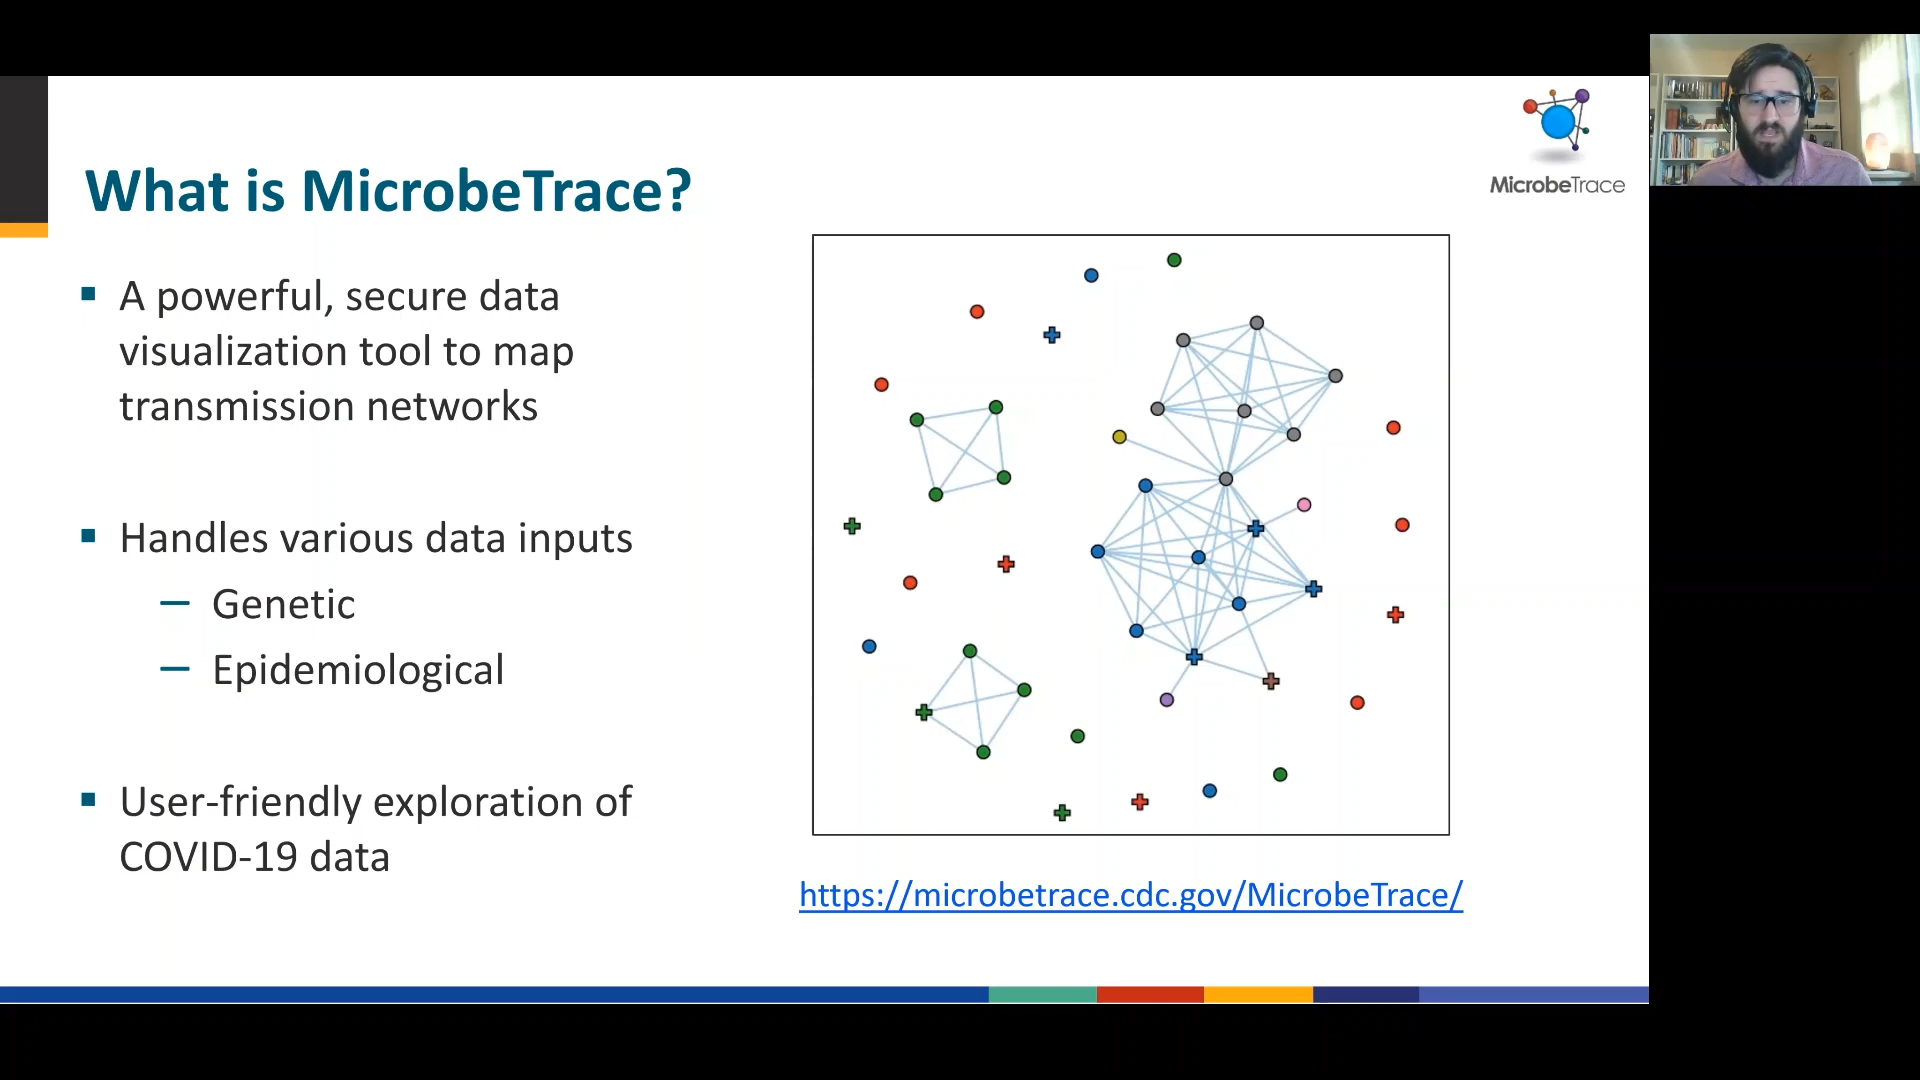 MicrobeTrace
What is MicrobeTrace?
A powerful, secure data
visualization tool to map
transmission networks
Handles various data inputs
– Genetic
– Epidemiological
User-friendly exploration of
COVID-19 data
https://microbetrace.cdc.gov/MicrobeTrace/